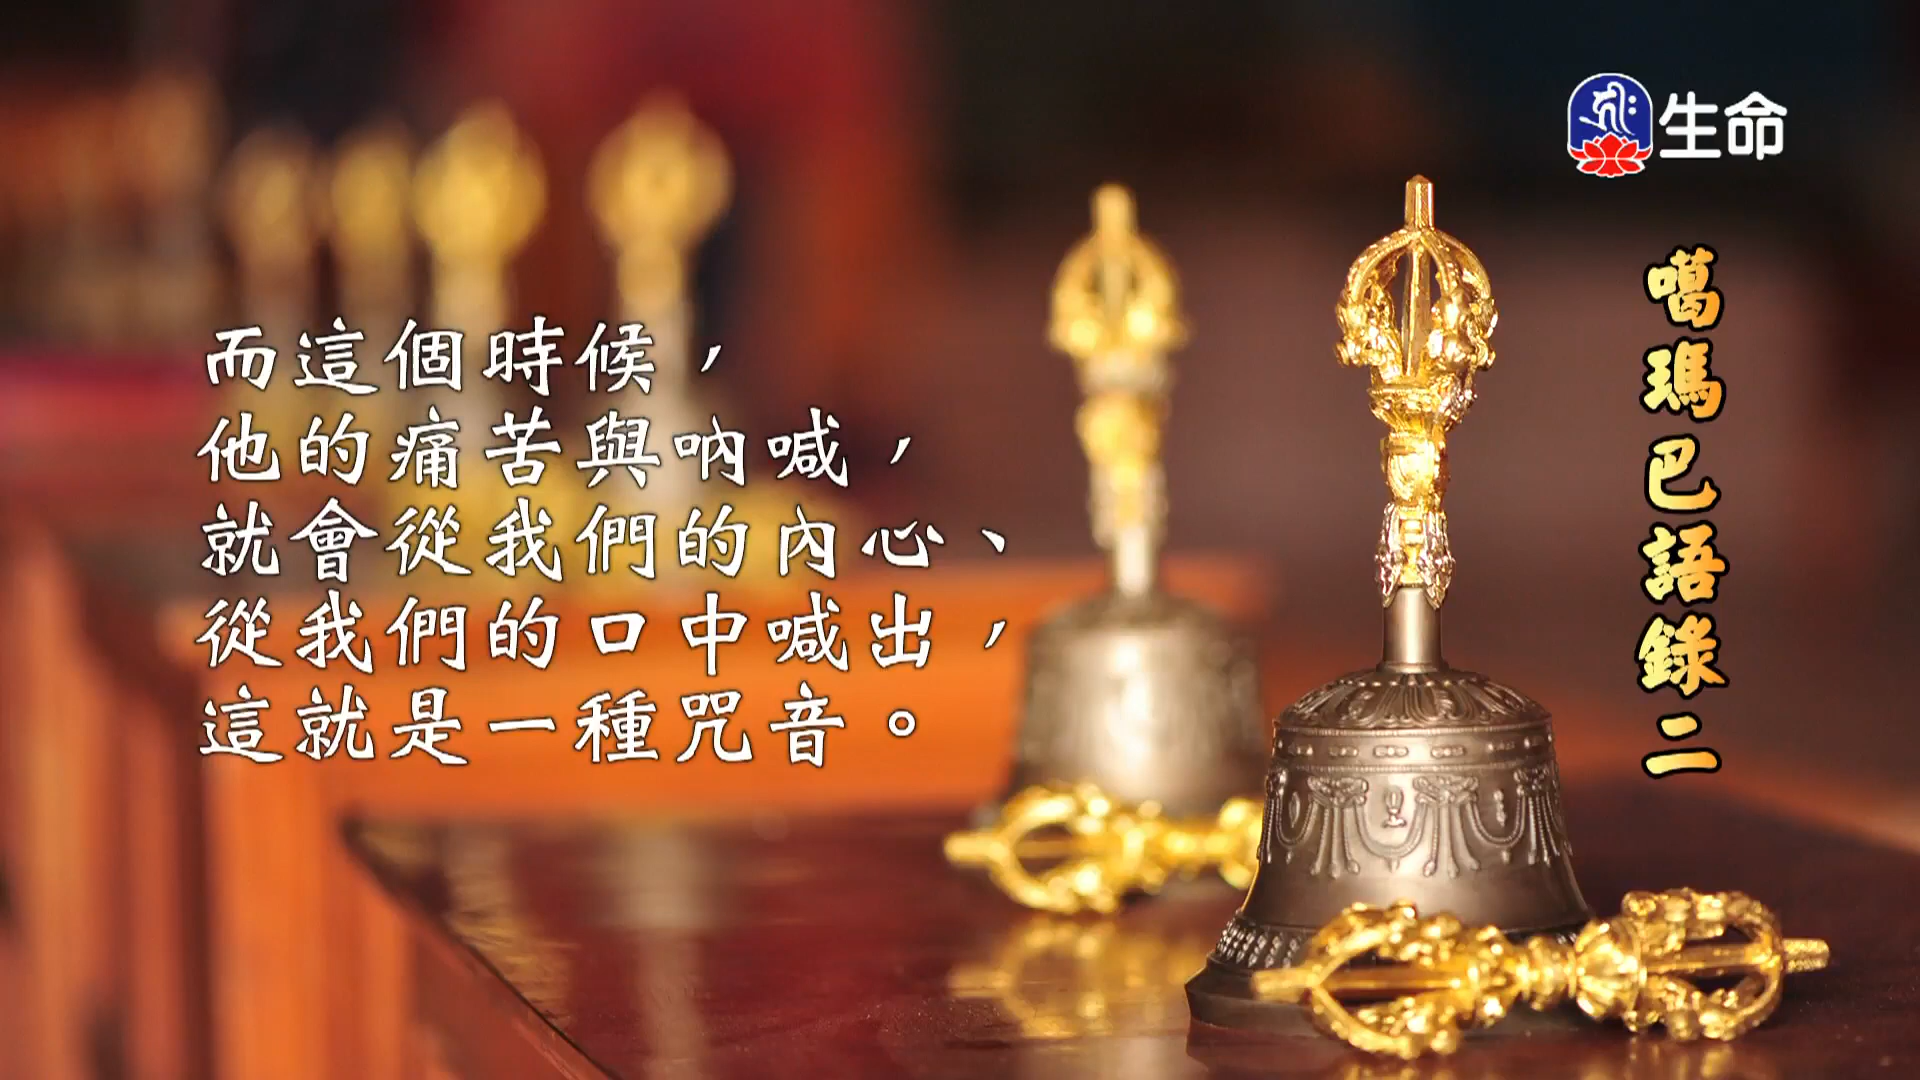 生命
噶瑪巴語錄二
而這個時候，
他的痛苦與吶喊，
就會從我們的內心、
從我們的口中喊出，
這就是一種咒音。